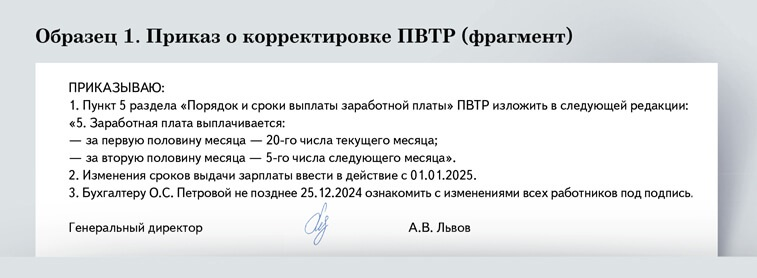 Образец 1. Приказ о корректировке ПВТР (фрагмент)
ПРИКАЗЫВАЮ:
1. Пункт 5 раздела «Порядок и сроки выплаты заработной платы» ПВТР изложить в следующей редакции:
«5. Заработная плата выплачивается:
— за первую половину месяца — 20-го числа текущего месяца;
— за вторую половину месяца — 5-го числа следующего месяца».
2. Изменения сроков выдачи зарплаты ввести в действие с 01.01.2025.
3. Бухгалтеру О.С. Петровой не позднее 25.12.2024 ознакомить с изменениями всех работников под подпись.
Генеральный директор А.В. Львов